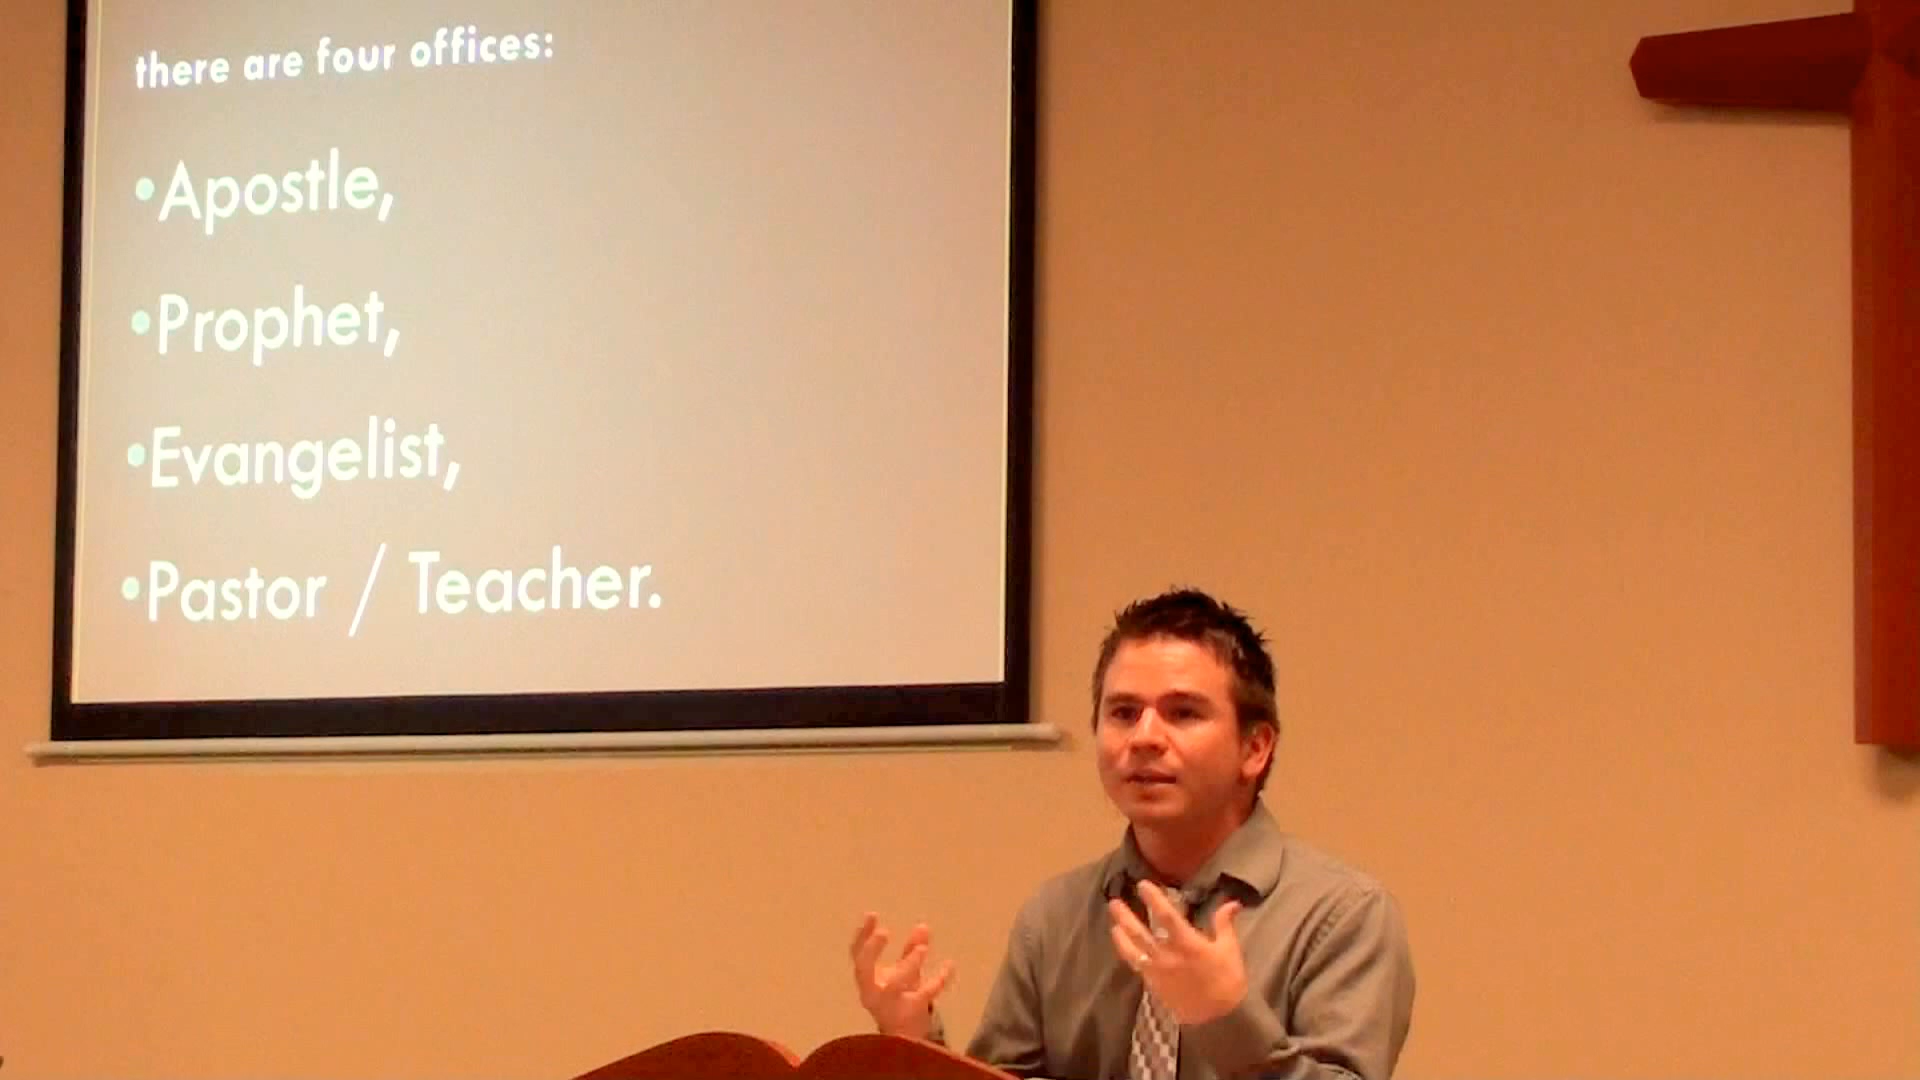 there are four offices:
•Apostle,
•Prophet,
•Evangelist,
•Pastor / Teacher.